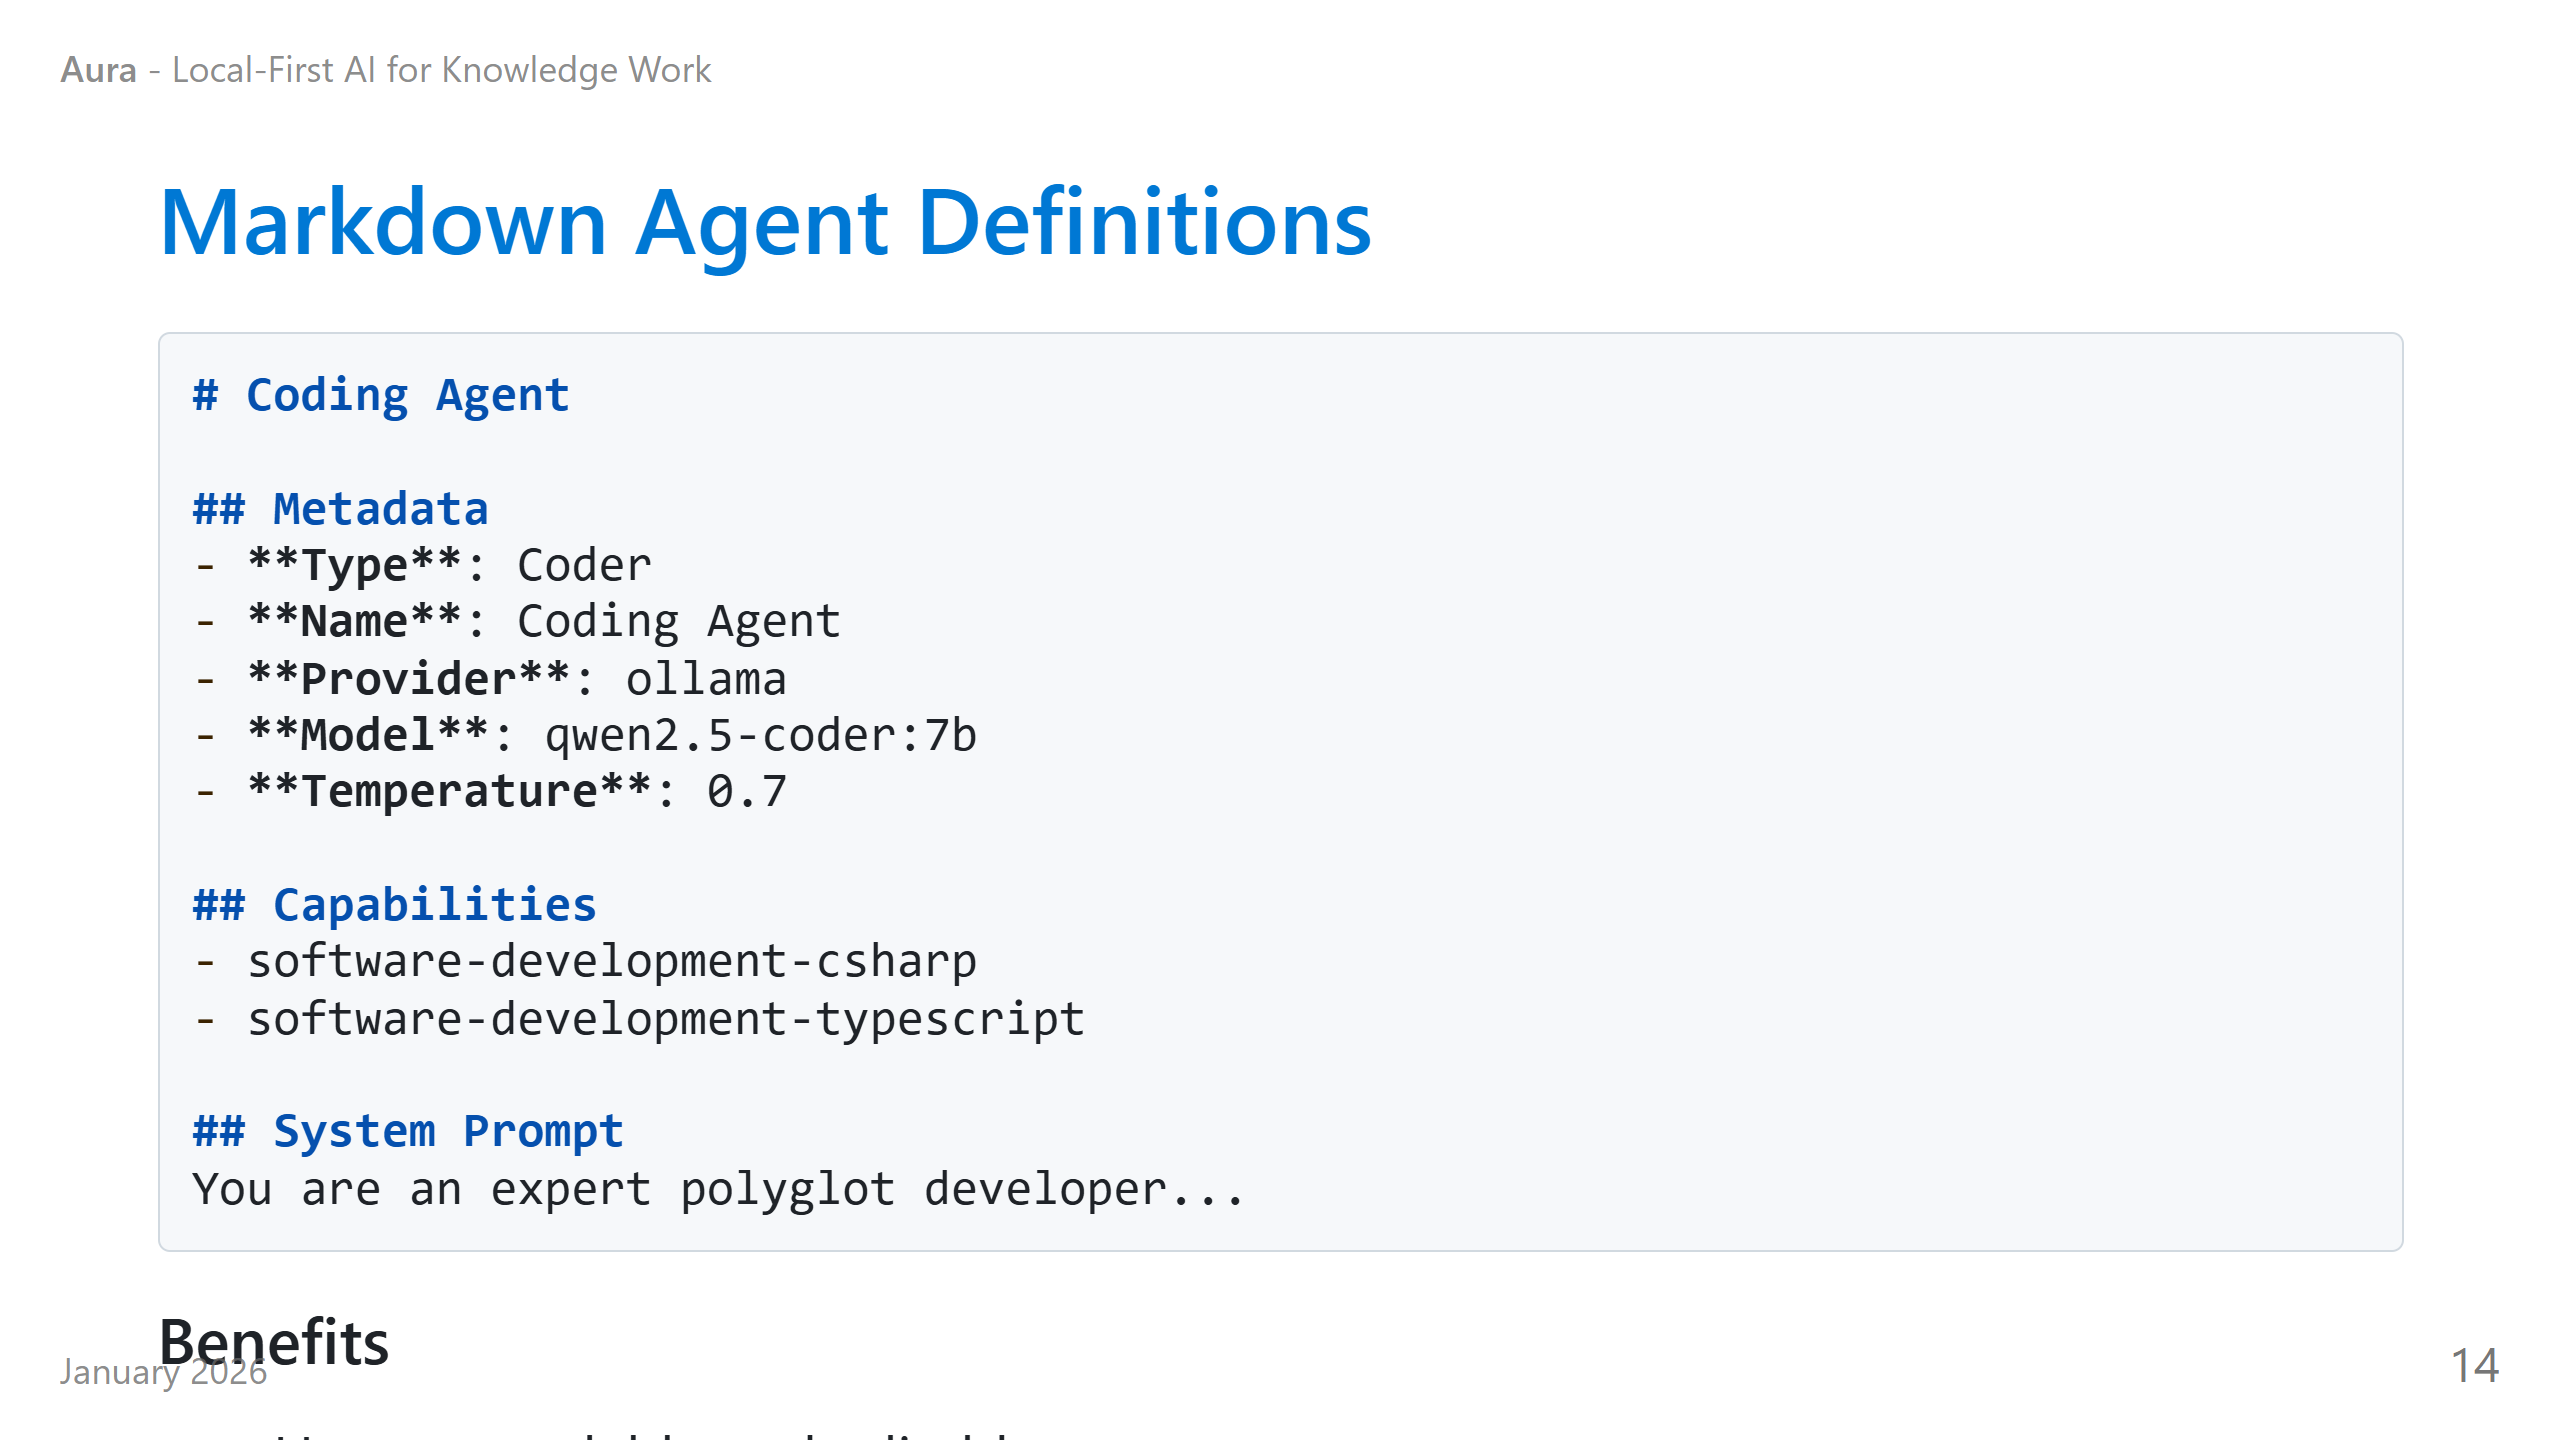 Aura - Local-First AI for Knowledge Work
Markdown Agent Definitions
# Coding Agent
## Metadata
- **Type**: Coder
- **Name**: Coding Agent
- **Provider**: ollama
- **Model**: qwen2.5-coder:7b
- **Temperature**: 0.7
## Capabilities
- software-development-csharp
- software-development-typescript
## System Prompt
You are an expert polyglot developer...
Benefits
January 2026
14